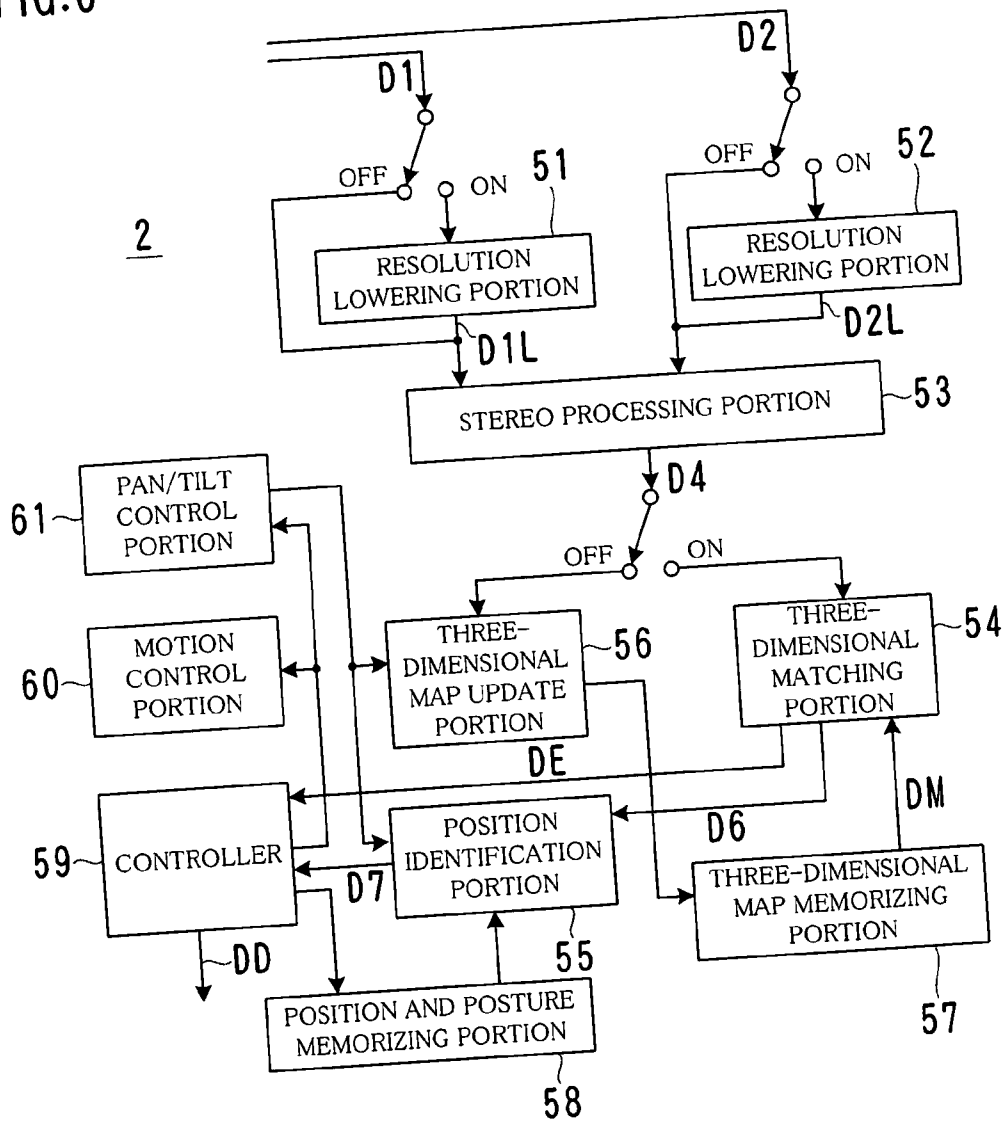 D2
D1
OFF
ON
52
OFF
ON
51
2
RESOLUTION
LOWERING PORTION
RESOLUTION
LOWERING PORTION
D2L
D1L
STEREO PROCESSING PORTION
53
D4
PAN/TILT
CONTROL
PORTION
61
OFF
ON
THREE-
DIMENSIONAL
MATCHING
PORTION
54
THREE-
DIMENSIONAL
MAP UPDATE
PORTION
56
MOTION
CONTROL
PORTION
60
DE
DM
D6
POSITION
IDENTIFICATION
PORTION
CONTROLLER
59
D7
THREE-DIMENSIONAL
MAP MEMORIZING
PORTION
55
57
DD
POSITION AND POSTURE
MEMORIZING PORTION
58